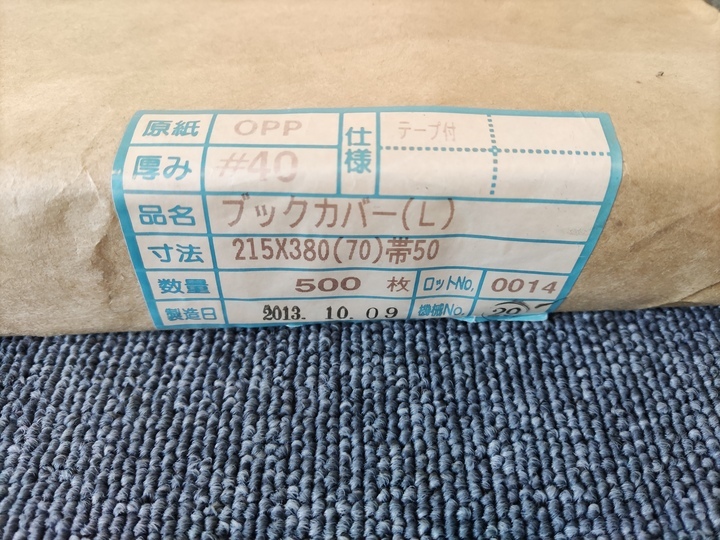 原紙 OPP 仕様 テープ付
厚み #40
品名 ブックカバー(L)
寸法 215X380(70)帯50
数量 500 枚 ロットNo. 0014
製造日 2013. 10. 09 機械No. 20